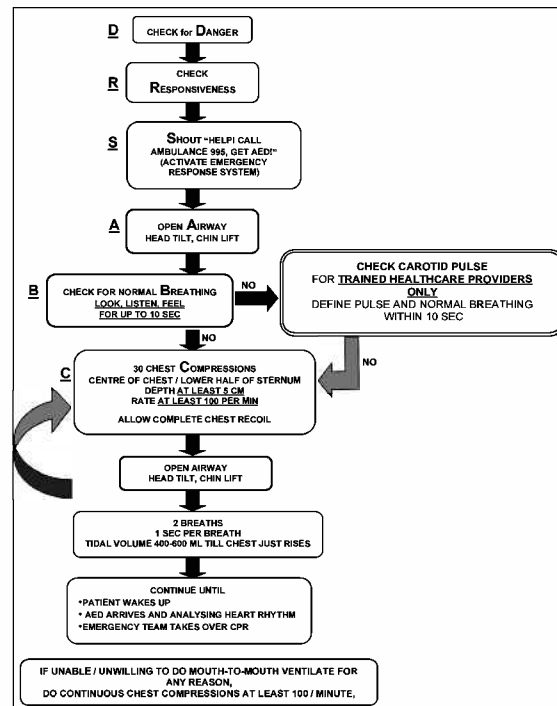 D
CHECK for DANGER
R
CHECK
RESPONSIVENESS
S
SHOUT "HELP! CALL
AMBULANCE 995, GET AED!"
(ACTIVATE EMERGENCY
RESPONSE SYSTEM)
A
OPEN AIRWAY
HEAD TILT, CHIN LIFT
B
CHECK FOR NORMAL BREATHING
LOOK, LISTEN, FEEL
FOR UP TO 10 SEC
NO
CHECK CAROTID PULSE
FOR TRAINED HEALTHCARE PROVIDERS
ONLY
DEFINE PULSE AND NORMAL BREATHING
WITHIN 10 SEC
NO
NO
C
30 CHEST COMPRESSIONS
CENTRE OF CHEST / LOWER HALF OF STERNUM
DEPTH AT LEAST 5 CM
RATE AT LEAST 100 PER MIN
ALLOW COMPLETE CHEST RECOIL
OPEN AIRWAY
HEAD TILT, CHIN LIFT
2 BREATHS
1 SEC PER BREATH
TIDAL VOLUME 400-600 ML TILL CHEST JUST RISES
CONTINUE UNTIL
•PATIENT WAKES UP
• AED ARRIVES AND ANALYSING HEART RHYTHM
•EMERGENCY TEAM TAKES OVER CPR
IF UNABLE / UNWILLING TO DO MOUTH-TO-MOUTH VENTILATE FOR
ANY REASON,
DO CONTINUOUS CHEST COMPRESSIONS AT LEAST 100 / MINUTE,